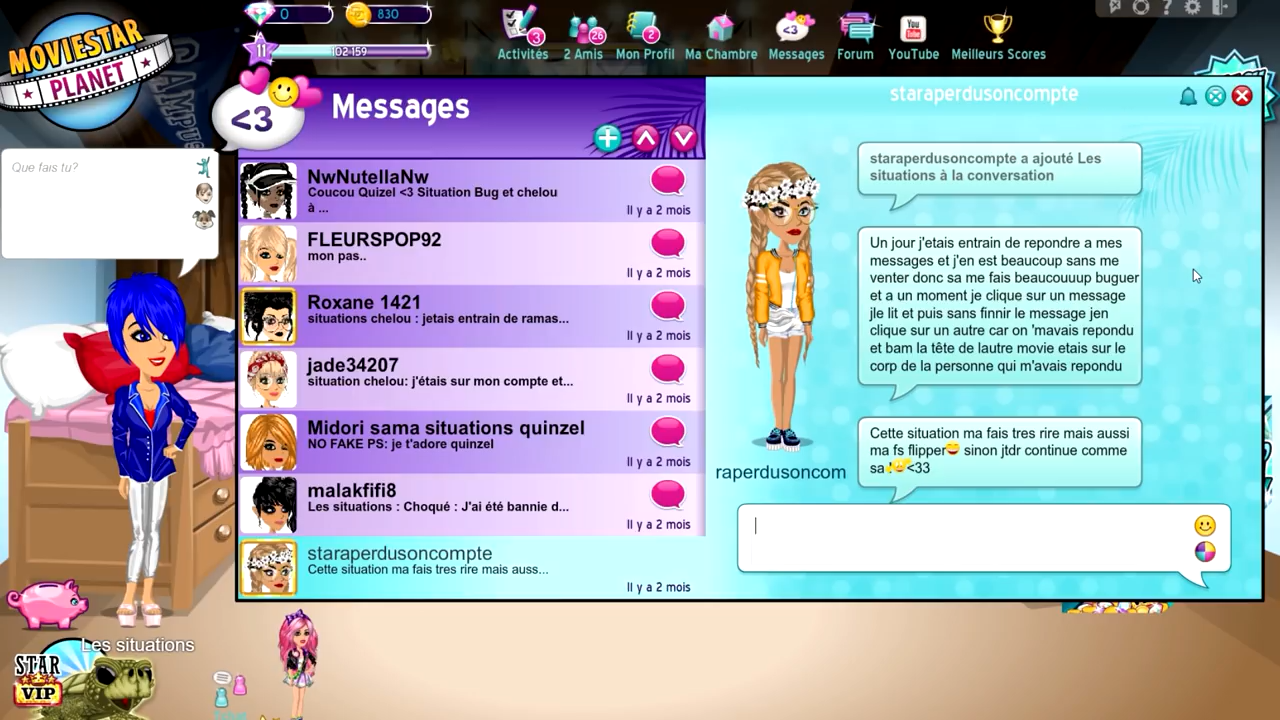 0
830
11
102 159
MOVIESTAR
PLANET
3
Activités
26
2 Amis
2
Mon Profil
Ma Chambre
<3
Messages
Forum
You
Tube
YouTube
Meilleurs Scores
Que fais tu?
<3
Messages
NwNutellaNw
Coucou Quizel <3 Situation Bug et chelou
à ...
Il y a 2 mois
FLEURSPOP92
mon pas..
Il y a 2 mois
Roxane 1421
situations chelou : jetais entrain de ramas...
Il y a 2 mois
jade34207
situation chelou: j'étais sur mon compte et...
Il y a 2 mois
Midori sama situations quinzel
NO FAKE PS: je t'adore quinzel
Il y a 2 mois
malakfifi8
Les situations : Choqué : J'ai été bannie d...
Il y a 2 mois
staraperdusoncompte
Cette situation ma fais tres rire mais auss...
Il y a 2 mois
staraperdusoncompte
staraperdusoncompte a ajouté Les
situations à la conversation
Un jour j'etais entrain de repondre a mes
messages et j'en est beaucoup sans me
venter donc sa me fais beaucouuup buguer
et a un moment je clique sur un message
jle lit et puis sans finnir le message jen
clique sur un autre car on 'mavais repondu
et bam la tête de lautre movie etais sur le
corp de la personne qui m'avais repondu
Cette situation ma fais tres rire mais aussi
ma fs flipper😄 sinon jtdr continue comme
sa <33
raperdusoncom
Les situations
STAR
VIP